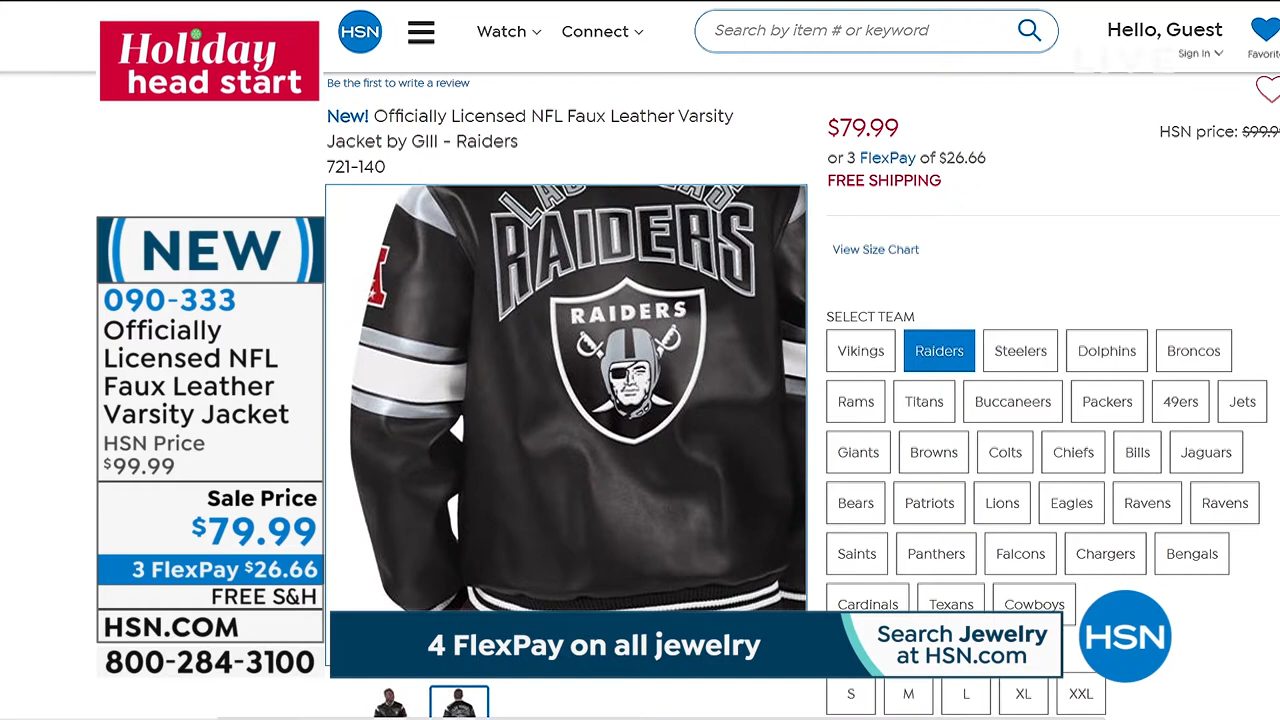 Holiday
head start
HSN
Watch
Connect
Search by item # or keyword
Hello, Guest
Sign In
LIVE
Be the first to write a review
New! Officially Licensed NFL Faux Leather Varsity
Jacket by GIII - Raiders
721-140
$79.99
HSN price:
or 3 FlexPay of $26.66
FREE SHIPPING
View Size Chart
RAIDERS
RAIDERS
SELECT TEAM
Vikings Raiders Steelers Dolphins Broncos
Rams Titans Buccaneers Packers 49ers Jets
Giants Browns Colts Chiefs Bills Jaguars
Bears Patriots Lions Eagles Ravens Ravens
Saints Panthers Falcons Chargers Bengals
Cardinals Texans Cowboys
S M L XL XXL
NEW
090-333
Officially
Licensed NFL
Faux Leather
Varsity Jacket
HSN Price
$99.99
Sale Price
$79.99
3 FlexPay $26.66
FREE S&H
HSN.COM
800-284-3100
4 FlexPay on all jewelry
Search Jewelry
at HSN.com
HSN